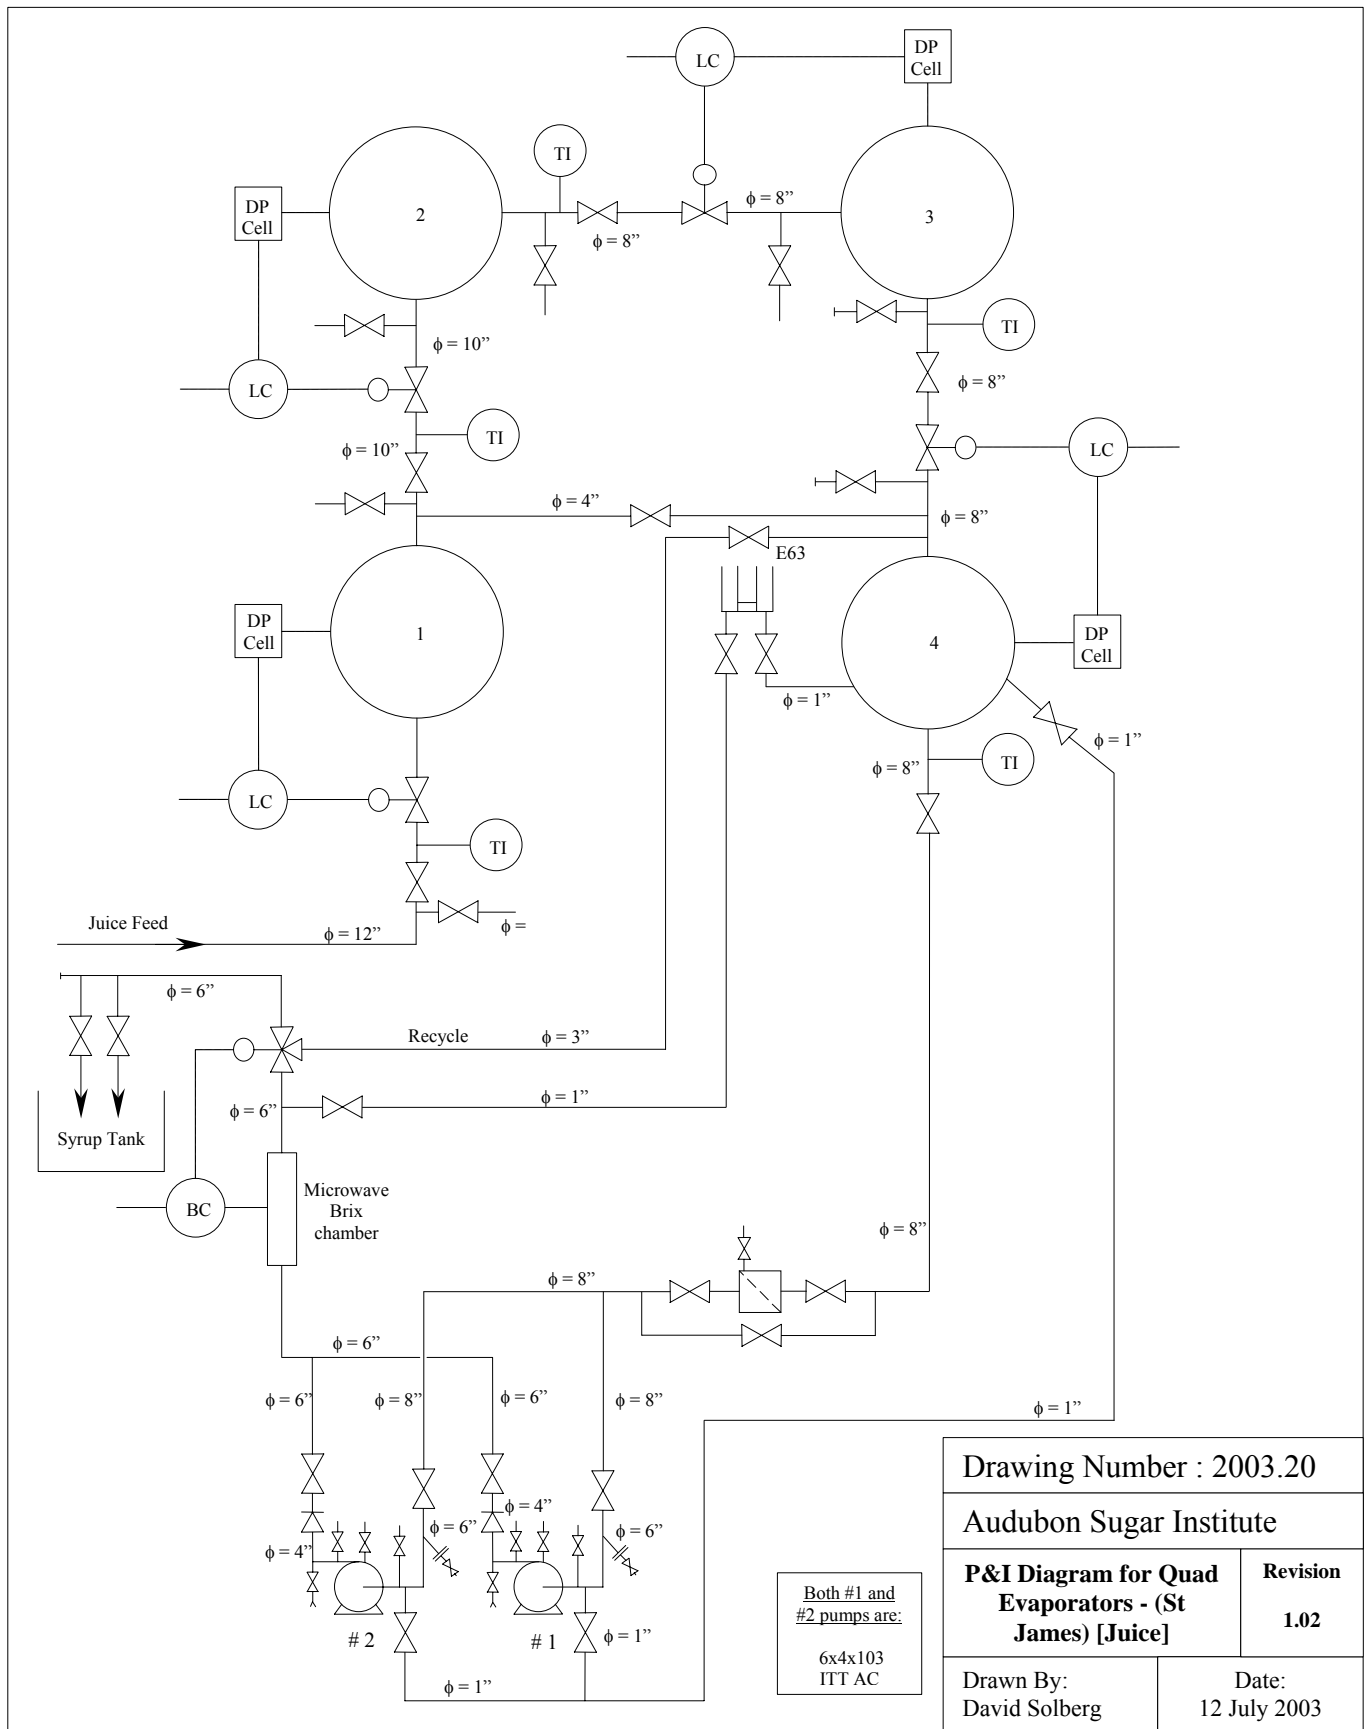 LC
DP
Cell
TI
DP
Cell
2
ϕ = 8”
3
ϕ = 8”
TI
ϕ = 10”
LC
ϕ = 8”
TI
LC
ϕ = 10”
ϕ = 4”
ϕ = 8”
E63
DP
Cell
1
4
DP
Cell
ϕ = 1”
ϕ = 1”
ϕ = 8”
TI
LC
TI
Juice Feed
ϕ = 12”
ϕ =
ϕ = 6”
Recycle
ϕ = 3”
ϕ = 6”
ϕ = 1”
Syrup Tank
BC
Microwave
Brix
chamber
ϕ = 8”
ϕ = 8”
ϕ = 6”
ϕ = 6”
ϕ = 8”
ϕ = 6”
ϕ = 8”
ϕ = 1”
ϕ = 4”
ϕ = 6”
ϕ = 6”
ϕ = 4”
# 2
# 1
ϕ = 1”
ϕ = 1”
Both #1 and
#2 pumps are:
6x4x103
ITT AC
Drawing Number : 2003.20
Audubon Sugar Institute
P&I Diagram for Quad
Evaporators - (St
James) [Juice]
Revision
1.02
Drawn By:
David Solberg
Date:
12 July 2003